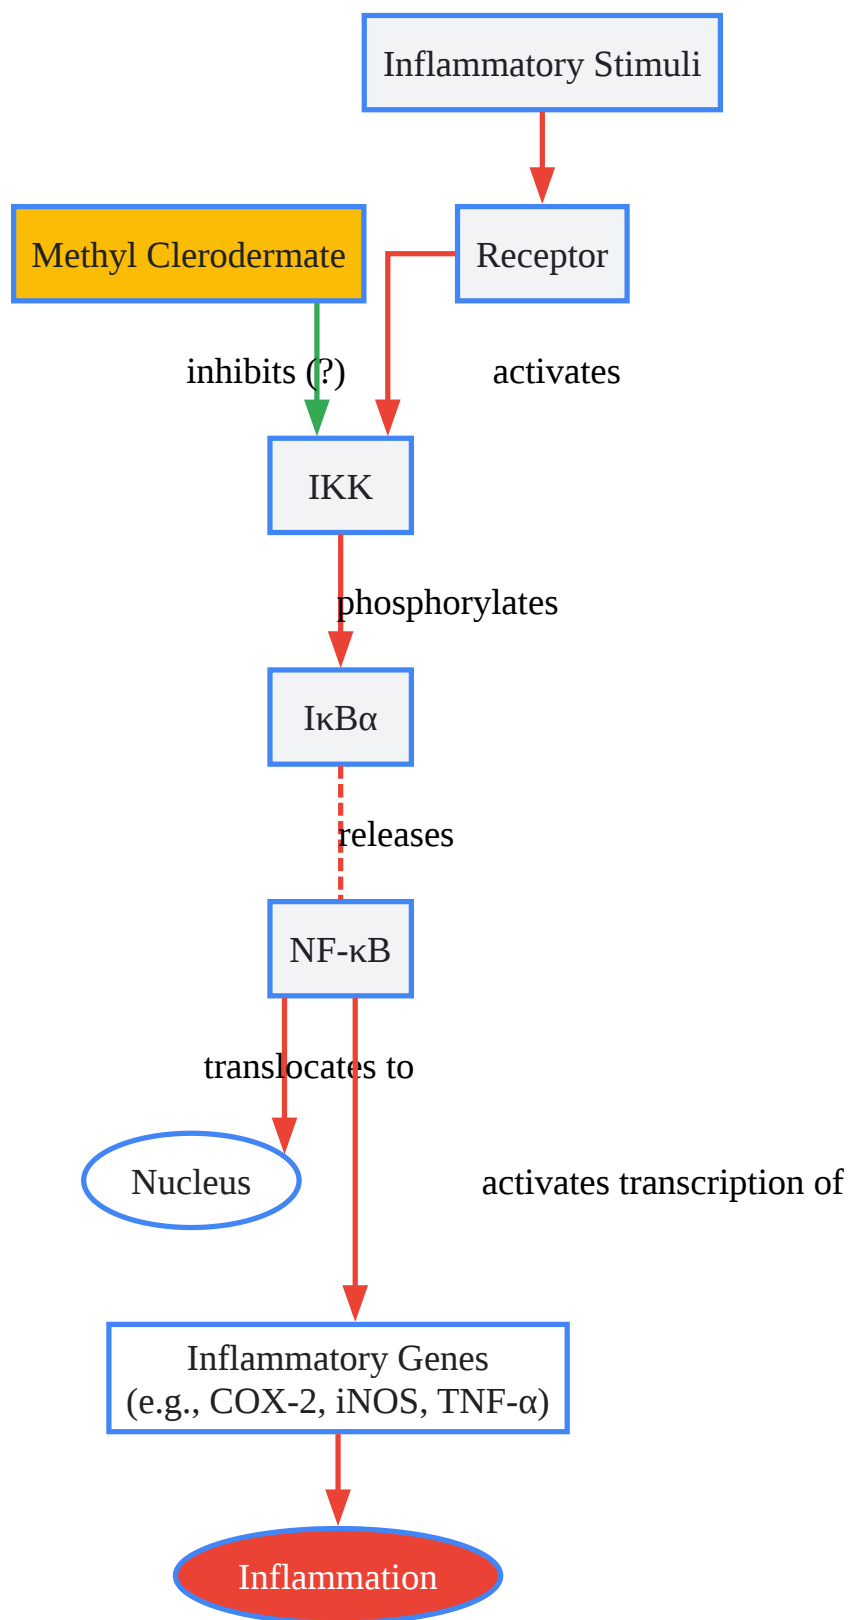 Inflammatory Stimuli
Methyl Clerodermate
Receptor
inhibits (?)
activates
IKK
phosphorylates
IκBα
releases
NF-κB
translocates to
Nucleus
activates transcription of
Inflammatory Genes
(e.g., COX-2, iNOS, TNF-α)
Inflammation